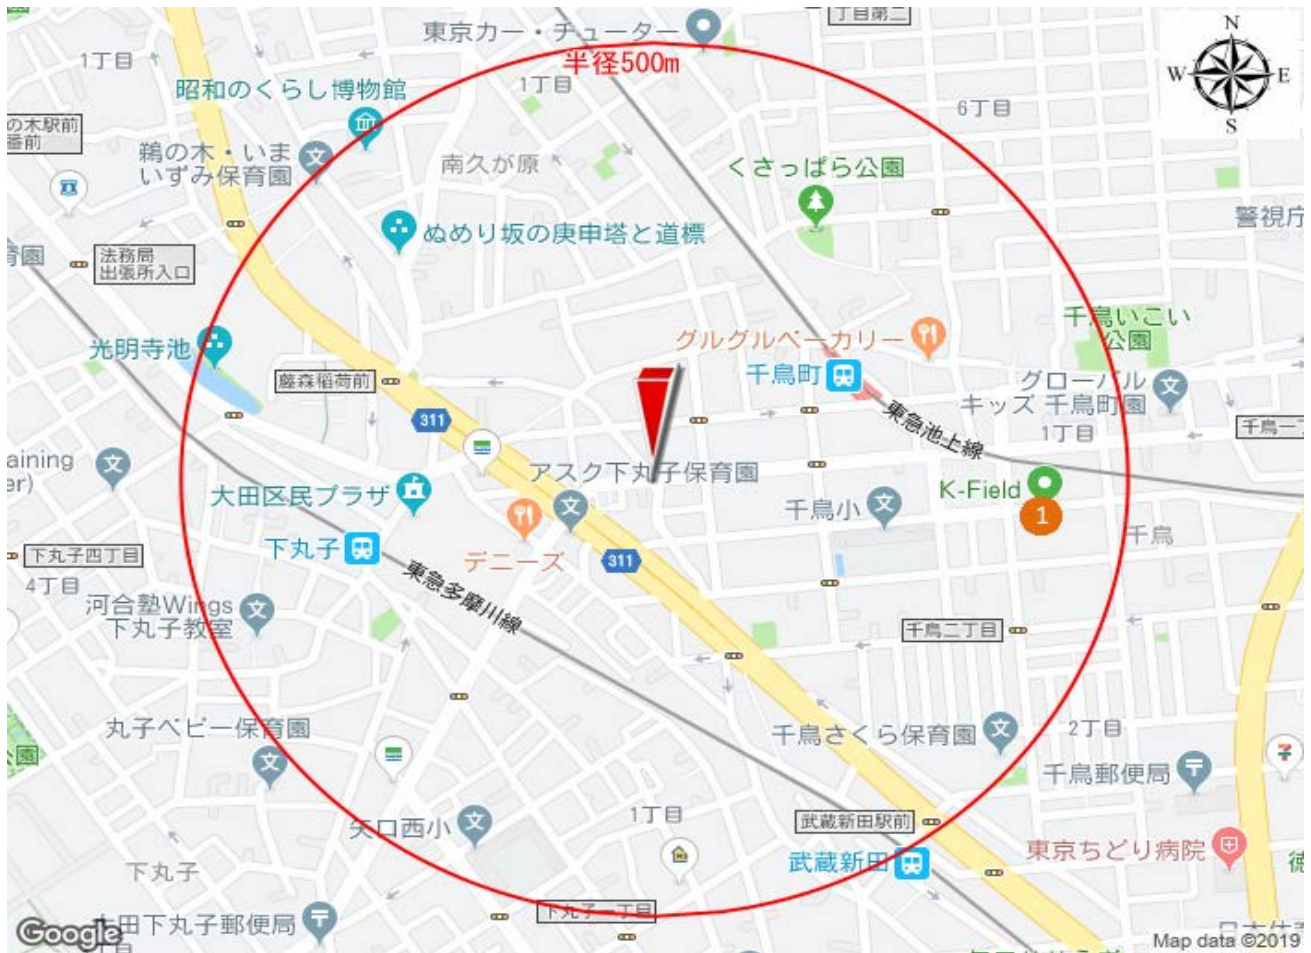 丁目第二
N
東京カー・チューター
半径500m
1丁目
1丁目
W
E
昭和のくらし博物館
6丁目
S
の木駅前
番前
鵜の木・いま
いずみ保育園
南久が原
くさっぱら公園
警視庁
ぬめり坂の庚申塔と道標
育園
法務局
出張所入口
千鳥いこい
公園
光明寺池
グルグルベーカリー
藤森稲荷前
千鳥町
グローバル
キッズ 千鳥町園
311
東急池上線
1丁目
千鳥一丁
aining
er)
アスク下丸子保育園
大田区民プラザ
K-Field
千鳥小
1
下丸子
千鳥
下丸子四丁目
デニーズ
311
4丁目
東急多摩川線
河合塾Wings
下丸子教室
千鳥二丁目
丸子ベビー保育園
千鳥さくら保育園
2丁目
公園
千鳥郵便局
矢口西小
1丁目
武蔵新田駅前
武蔵新田
東京ちどり病院
徳
下丸子
下丸子一丁目
田下丸子郵便局
Google
Map data ©2019